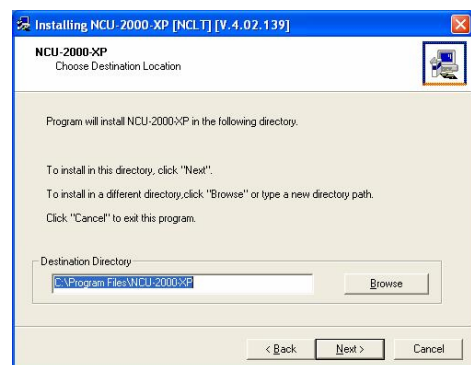 Installing NCU-2000-XP [NCLT] [V.4.02.139]
NCU-2000-XP
Choose Destination Location
Program will install NCU-2000-XP in the following directory.
To install in this directory, click "Next".
To install in a different directory,click "Browse" or type a new directory path.
Click "Cancel" to exit this program.
Destination Directory
C:\Program Files\NCU-2000-XP
Browse
< Back
Next >
Cancel